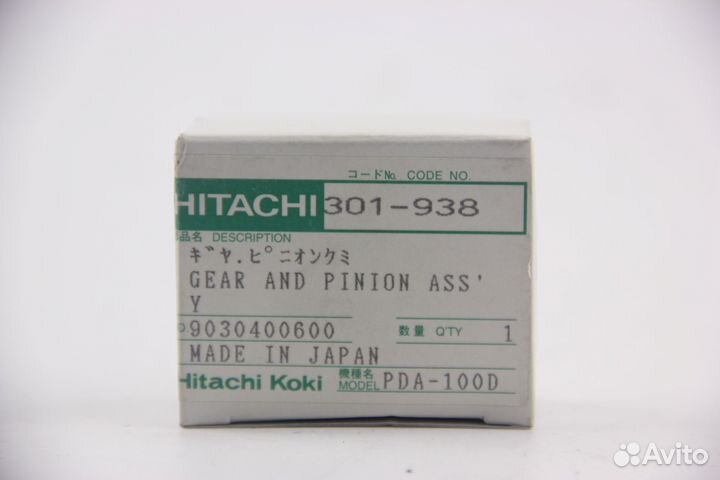 コードNo. CODE NO.
HITACHI 301-938
品名 DESCRIPTION
ギヤ.ピニオンクミ
GEAR AND PINION ASS'
Y
9030400600 数量 Q'TY 1
MADE IN JAPAN
Hitachi Koki 機種名 MODEL PDA-100D
Avito